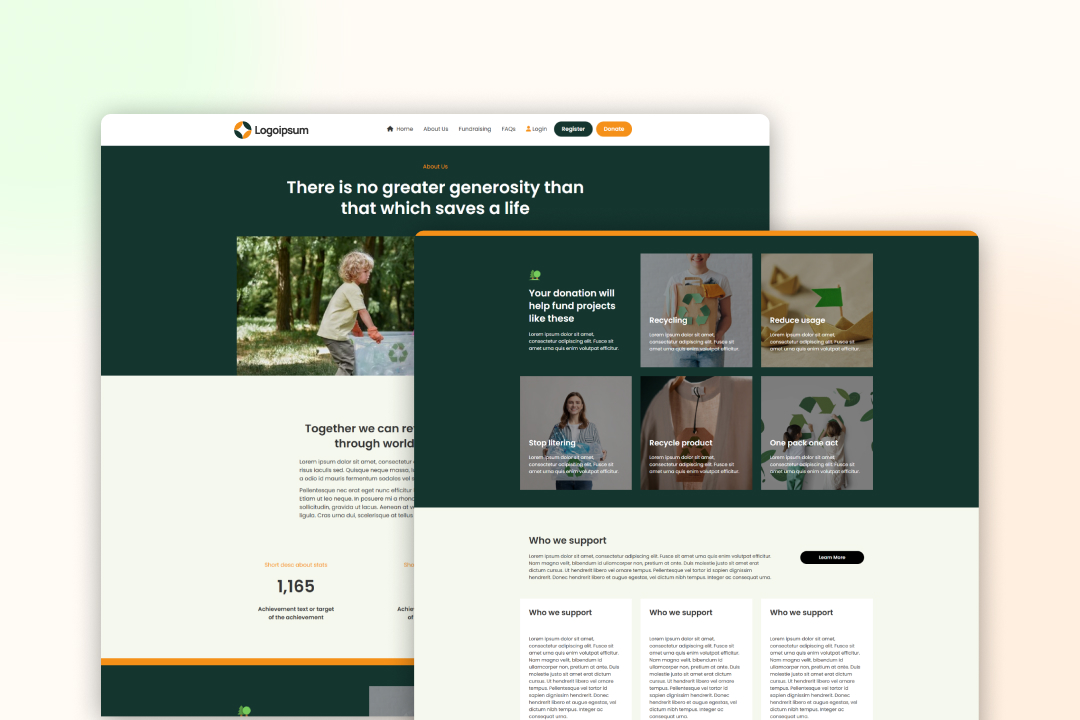 Logoipsum
Home About Us Fundraising FAQs Login Register Donate
About Us
There is no greater generosity than
that which saves a life
Together we can re
through world
Lorem ipsum dolor sit amet, consectetur
risus iaculis sed. Quisque neque massa,
a odio id mauris fermentum sodales vel s
Pellentesque nec erat eget nunc efficitur
Etiam ut leo neque. In posuere mi a rhonc
sollicitudin, gravida ut lacus. Aenean at
ligula. Cras urna dui, scelerisque at tellus
Short desc about stats
1,165
Achievement text or target
of the achievement
Sho
Achie
of
Your donation will
help fund projects
like these
Lorem ipsum dolor sit amet,
consectetur adipiscing elit. Fusce sit
amet urna quis enim volutpat efficitur.
Recycling
Lorem ipsum dolor sit amet,
consectetur adipiscing elit. Fusce sit
amet urna quis enim volutpat efficitur.
Reduce usage
Lorem ipsum dolor sit amet,
consectetur adipiscing elit. Fusce sit
amet urna quis enim volutpat efficitur.
Stop litering
Lorem ipsum dolor sit amet,
consectetur adipiscing elit. Fusce sit
amet urna quis enim volutpat efficitur.
Recycle product
Lorem ipsum dolor sit amet,
consectetur adipiscing elit. Fusce sit
amet urna quis enim volutpat efficitur.
One pack one act
Lorem ipsum dolor sit amet,
consectetur adipiscing elit. Fusce sit
amet urna quis enim volutpat efficitur.
Who we support
Lorem ipsum dolor sit amet, consectetur adipiscing elit. Fusce sit amet urna quis enim volutpat efficitur.
Nam magna velit, bibendum id ullamcorper non, pretium at ante. Duis molestie justo sit amet erat
dictum cursus. Ut hendrerit libero vel ornare tempus. Pellentesque vel tortor id sapien dignissim
hendrerit. Donec hendrerit libero et augue egestas, vel dictum nibh tempus. Integer ac consequat urna.
Learn More
Who we support
Lorem ipsum dolor sit amet,
consectetur adipiscing elit. Fusce sit
amet urna quis enim volutpat efficitur.
Nam magna velit, bibendum id
ullamcorper non, pretium at ante. Duis
molestie justo sit amet erat dictum
cursus. Ut hendrerit libero vel ornare
tempus. Pellentesque vel tortor id
sapien dignissim hendrerit. Donec
hendrerit libero et augue egestas, vel
dictum nibh tempus. Integer ac
consequat urna.
Who we support
Lorem ipsum dolor sit amet,
consectetur adipiscing elit. Fusce sit
amet urna quis enim volutpat efficitur.
Nam magna velit, bibendum id
ullamcorper non, pretium at ante. Duis
molestie justo sit amet erat dictum
cursus. Ut hendrerit libero vel ornare
tempus. Pellentesque vel tortor id
sapien dignissim hendrerit. Donec
hendrerit libero et augue egestas, vel
dictum nibh tempus. Integer ac
consequat urna.
Who we support
Lorem ipsum dolor sit amet,
consectetur adipiscing elit. Fusce sit
amet urna quis enim volutpat efficitur.
Nam magna velit, bibendum id
ullamcorper non, pretium at ante. Duis
molestie justo sit amet erat dictum
cursus. Ut hendrerit libero vel ornare
tempus. Pellentesque vel tortor id
sapien dignissim hendrerit. Donec
hendrerit libero et augue egestas, vel
dictum nibh tempus. Integer ac
consequat urna.